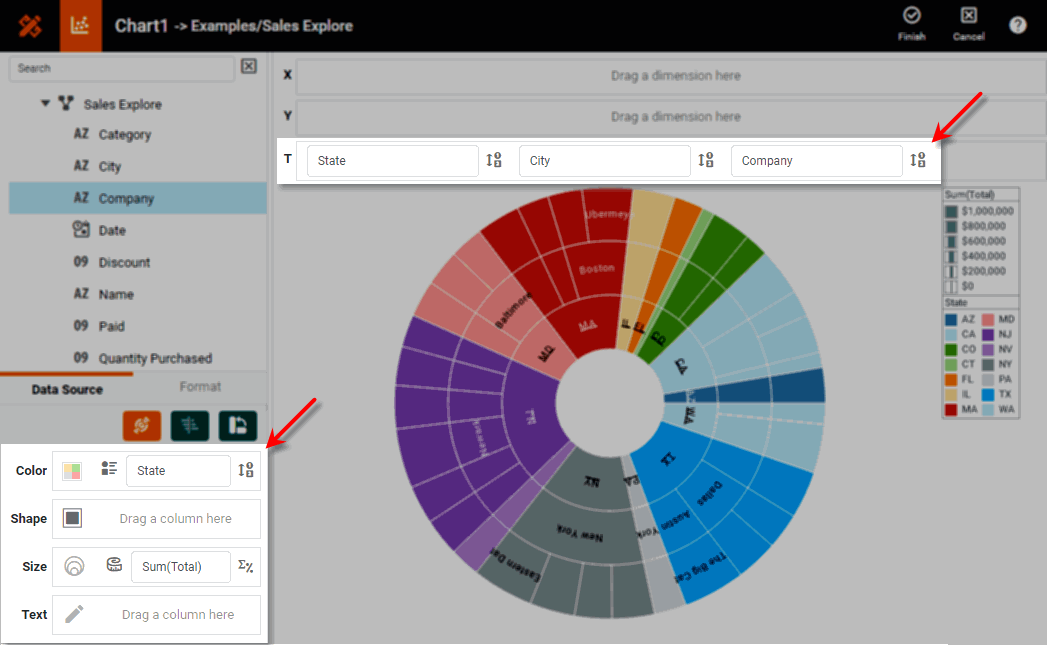 Chart1 -> Examples/Sales Explore
Finish
Cancel
?
Search
Sales Explore
AZ Category
AZ City
AZ Company
Date
09 Discount
AZ Name
09 Paid
09 Quantity Purchased
Data Source
Format
Color
State
Shape
Drag a column here
Size
Sum(Total)
Text
Drag a column here
X
Drag a dimension here
Y
Drag a dimension here
T
State
City
Company
Ubermey
Boston
MA
IL
FL
CO
CA
WA
TX
Dallas
Austin
The Big Cat
PA
York
NY
New York
Eastern Dat
NJ
Newark
MD
Baltimore
Sum(Total)
$1,000,000
$800,000
$600,000
$400,000
$200,000
$0
State
AZ MD
CA NJ
CO NV
CT NY
FL PA
IL TX
MA WA